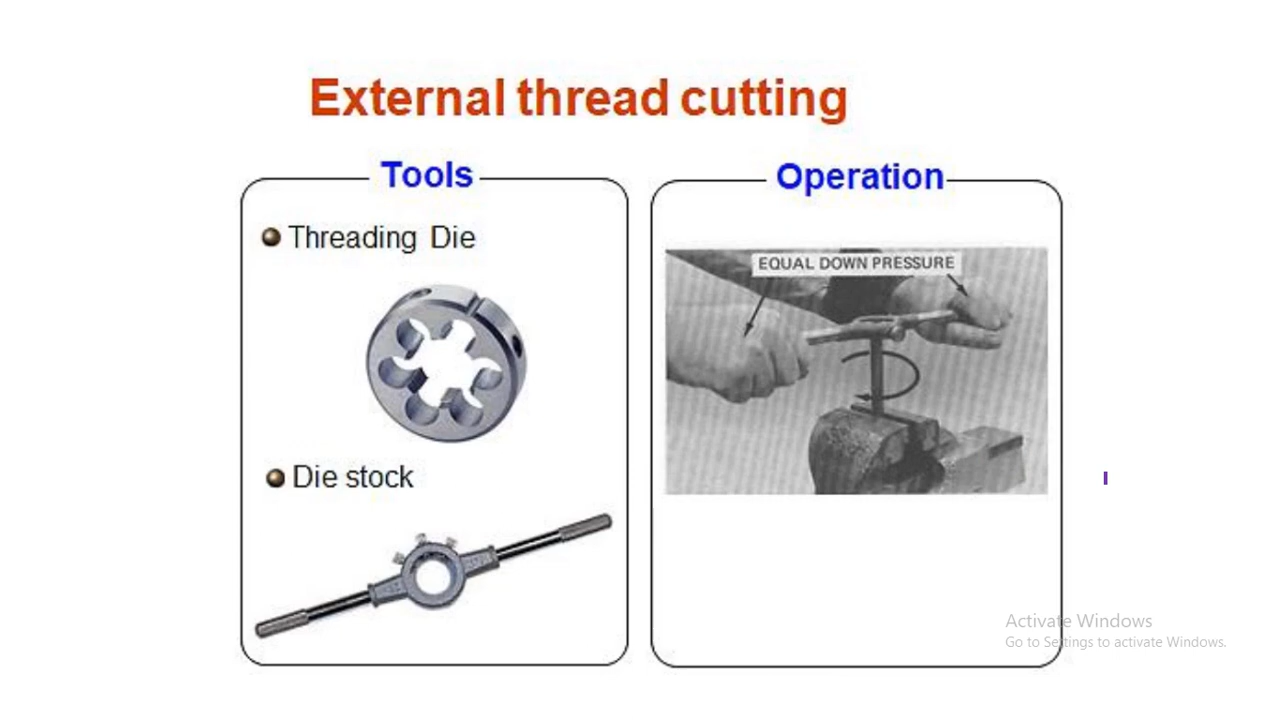 External thread cutting
Tools
Threading Die
Die stock
Operation
EQUAL DOWN PRESSURE
Activate Windows
Go to Settings to activate Windows.